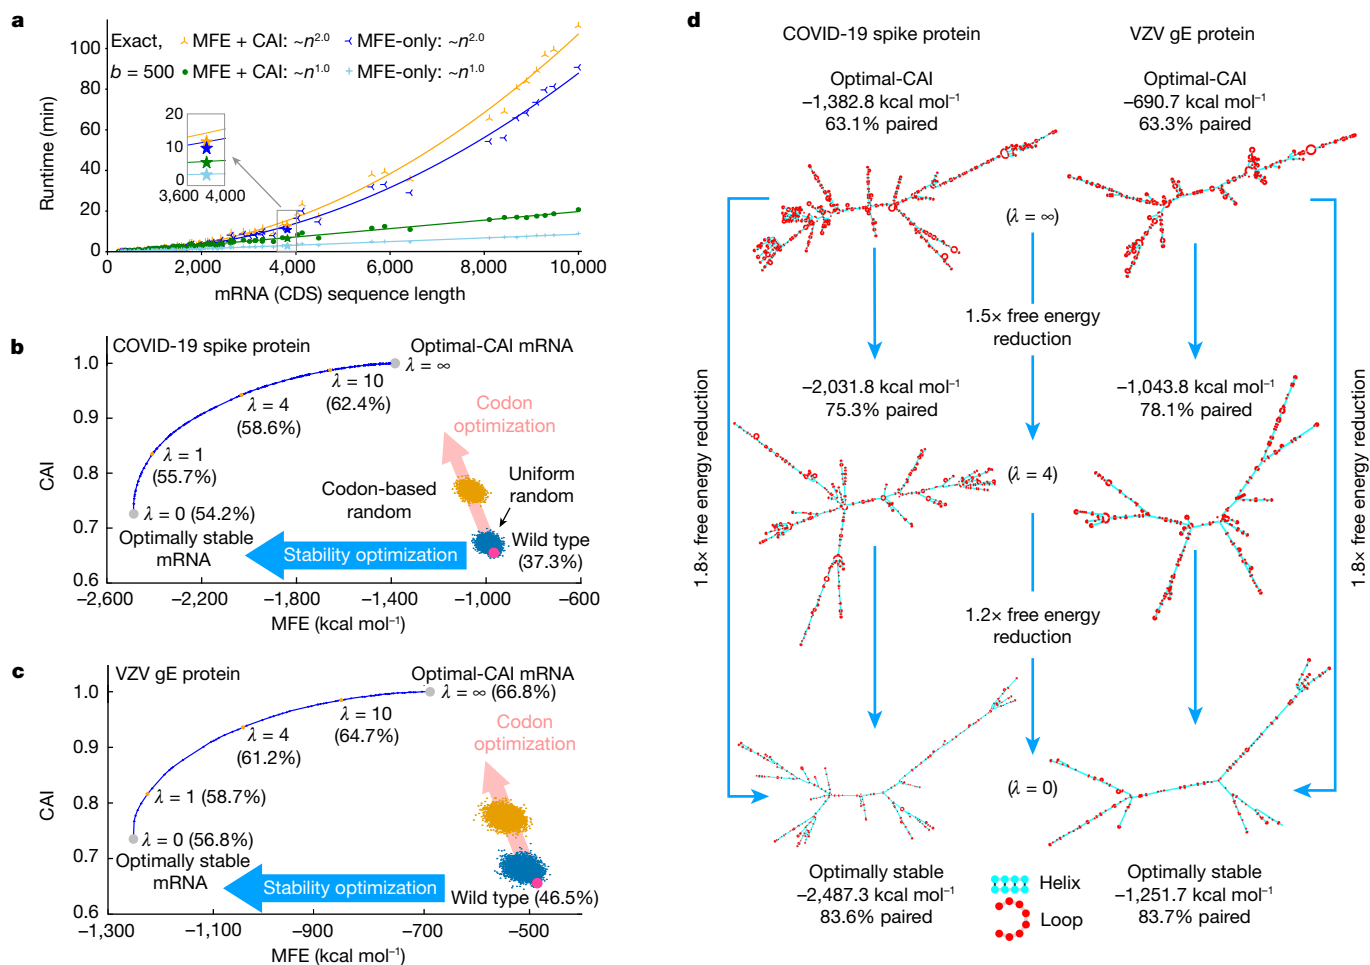 a
Runtime (min)
100
80
60
40
20
0
Exact,
MFE + CAI: ~n2.0
MFE-only: ~n2.0
b = 500
MFE + CAI: ~n1.0
MFE-only: ~n1.0
20
10
0
3,600
4,000
0
2,000
4,000
6,000
8,000
10,000
mRNA (CDS) sequence length
b
COVID-19 spike protein
Optimal-CAI mRNA
λ = ∞
λ = 10
(62.4%)
λ = 4
(58.6%)
λ = 1
(55.7%)
λ = 0 (54.2%)
Optimally stable
mRNA
Codon
optimization
Uniform
random
Codon-based
random
Wild type
(37.3%)
Stability optimization
CAI
1.0
0.9
0.8
0.7
0.6
−2,600
−2,200
−1,800
−1,400
−1,000
−600
MFE (kcal mol−1)
c
VZV gE protein
Optimal-CAI mRNA
λ = ∞ (66.8%)
λ = 10
(64.7%)
λ = 4
(61.2%)
λ = 1 (58.7%)
λ = 0 (56.8%)
Optimally stable
mRNA
Codon
optimization
Stability optimization
Wild type (46.5%)
CAI
1.0
0.9
0.8
0.7
0.6
−1,300
−1,100
−900
−700
−500
MFE (kcal mol−1)
d
COVID-19 spike protein
VZV gE protein
Optimal-CAI
−1,382.8 kcal mol−1
63.1% paired
Optimal-CAI
−690.7 kcal mol−1
63.3% paired
(λ = ∞)
1.5× free energy
reduction
−2,031.8 kcal mol−1
75.3% paired
−1,043.8 kcal mol−1
78.1% paired
(λ = 4)
1.8× free energy reduction
1.8× free energy reduction
1.2× free energy
reduction
(λ = 0)
Optimally stable
−2,487.3 kcal mol−1
83.6% paired
Helix
Loop
Optimally stable
−1,251.7 kcal mol−1
83.7% paired